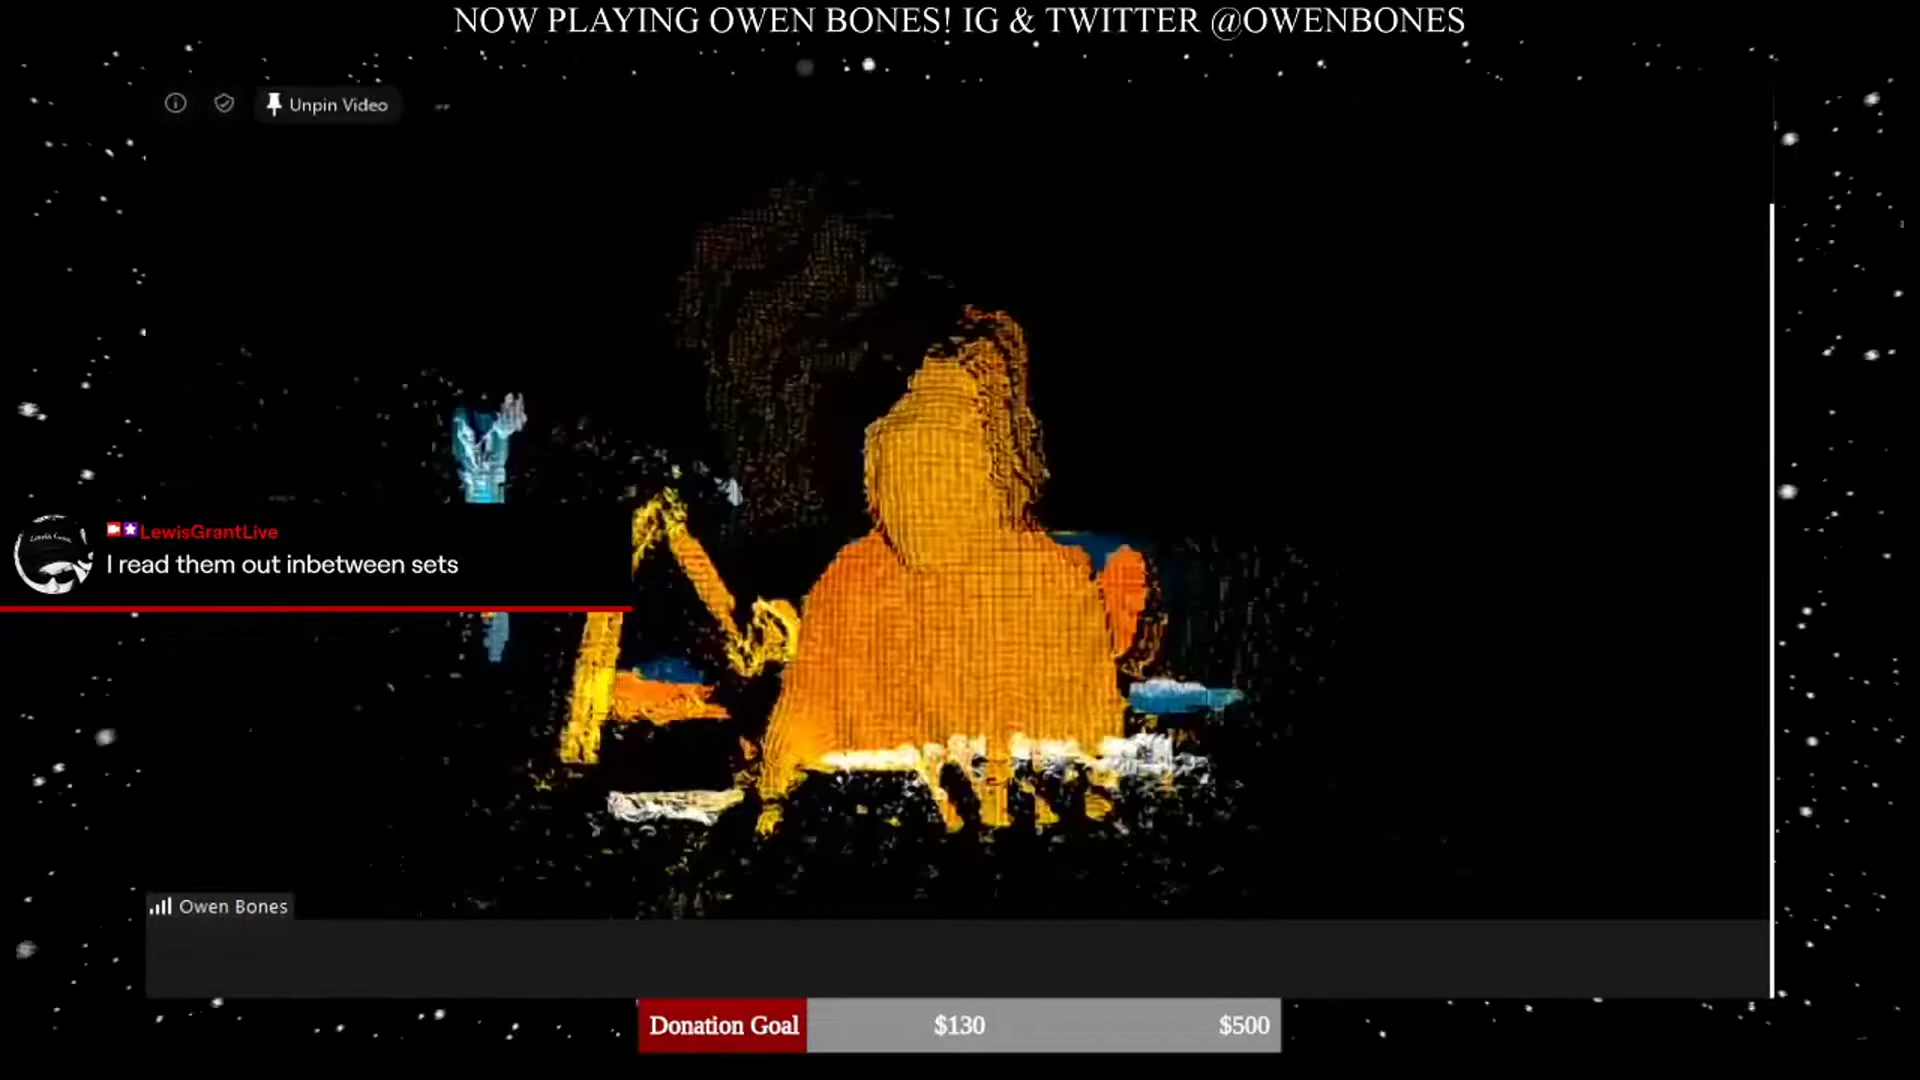 NOW PLAYING OWEN BONES! IG & TWITTER @OWENBONES
Unpin Video
LewisGrantLive
I read them out inbetween sets
Owen Bones
Donation Goal $130 $500